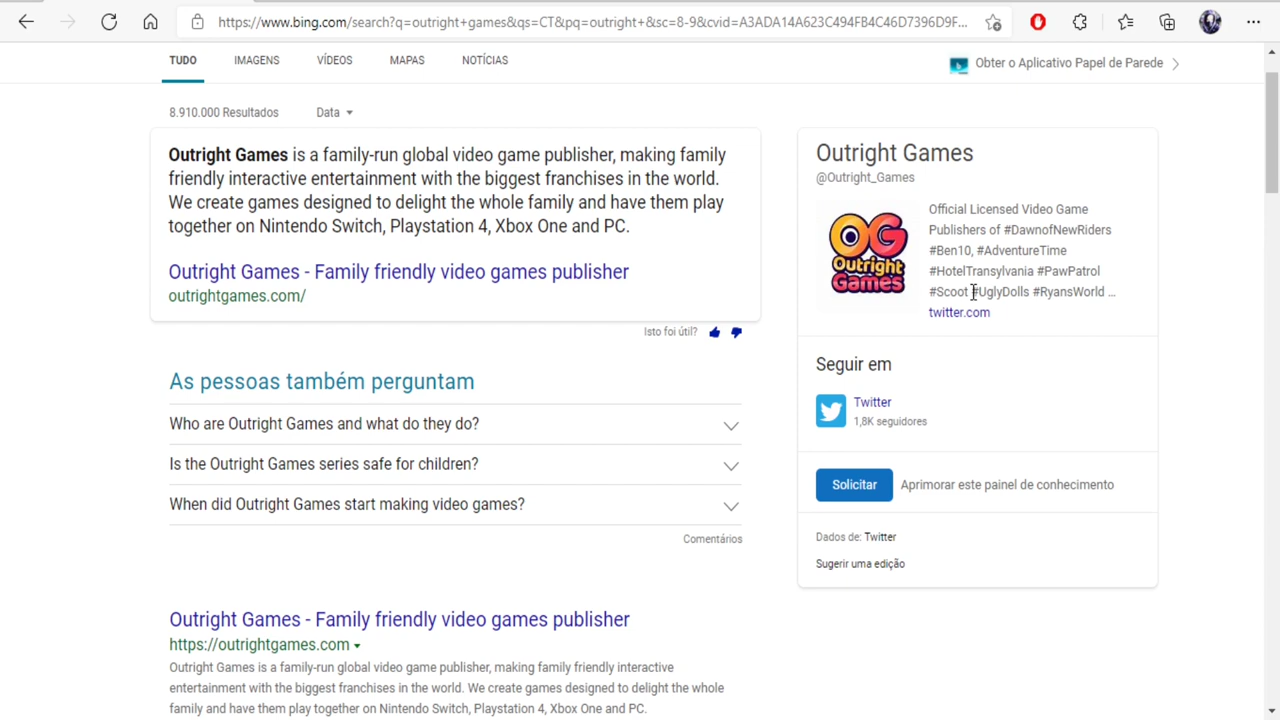 https://www.bing.com/search?q=outright+games&qs=CT&pq=outright+&sc=8-9&cvid=A3ADA14A623C494FB4C46D7396D9F...
TUDO IMAGENS VÍDEOS MAPAS NOTÍCIAS
Obter o Aplicativo Papel de Parede
8.910.000 Resultados Data
Outright Games is a family-run global video game publisher, making family
friendly interactive entertainment with the biggest franchises in the world.
We create games designed to delight the whole family and have them play
together on Nintendo Switch, Playstation 4, Xbox One and PC.
Outright Games - Family friendly video games publisher
outrightgames.com/
Isto foi útil?
As pessoas também perguntam
Who are Outright Games and what do they do?
Is the Outright Games series safe for children?
When did Outright Games start making video games?
Comentários
Outright Games - Family friendly video games publisher
https://outrightgames.com
Outright Games is a family-run global video game publisher, making family friendly interactive
entertainment with the biggest franchises in the world. We create games designed to delight the whole
family and have them play together on Nintendo Switch, Playstation 4, Xbox One and PC.
Outright Games
@Outright_Games
OG
Outright
Games
Official Licensed Video Game
Publishers of #DawnofNewRiders
#Ben10, #AdventureTime
#HotelTransylvania #PawPatrol
#Scoot #UglyDolls #RyansWorld ...
twitter.com
Seguir em
Twitter
1,8K seguidores
Solicitar Aprimorar este painel de conhecimento
Dados de: Twitter
Sugerir uma edição